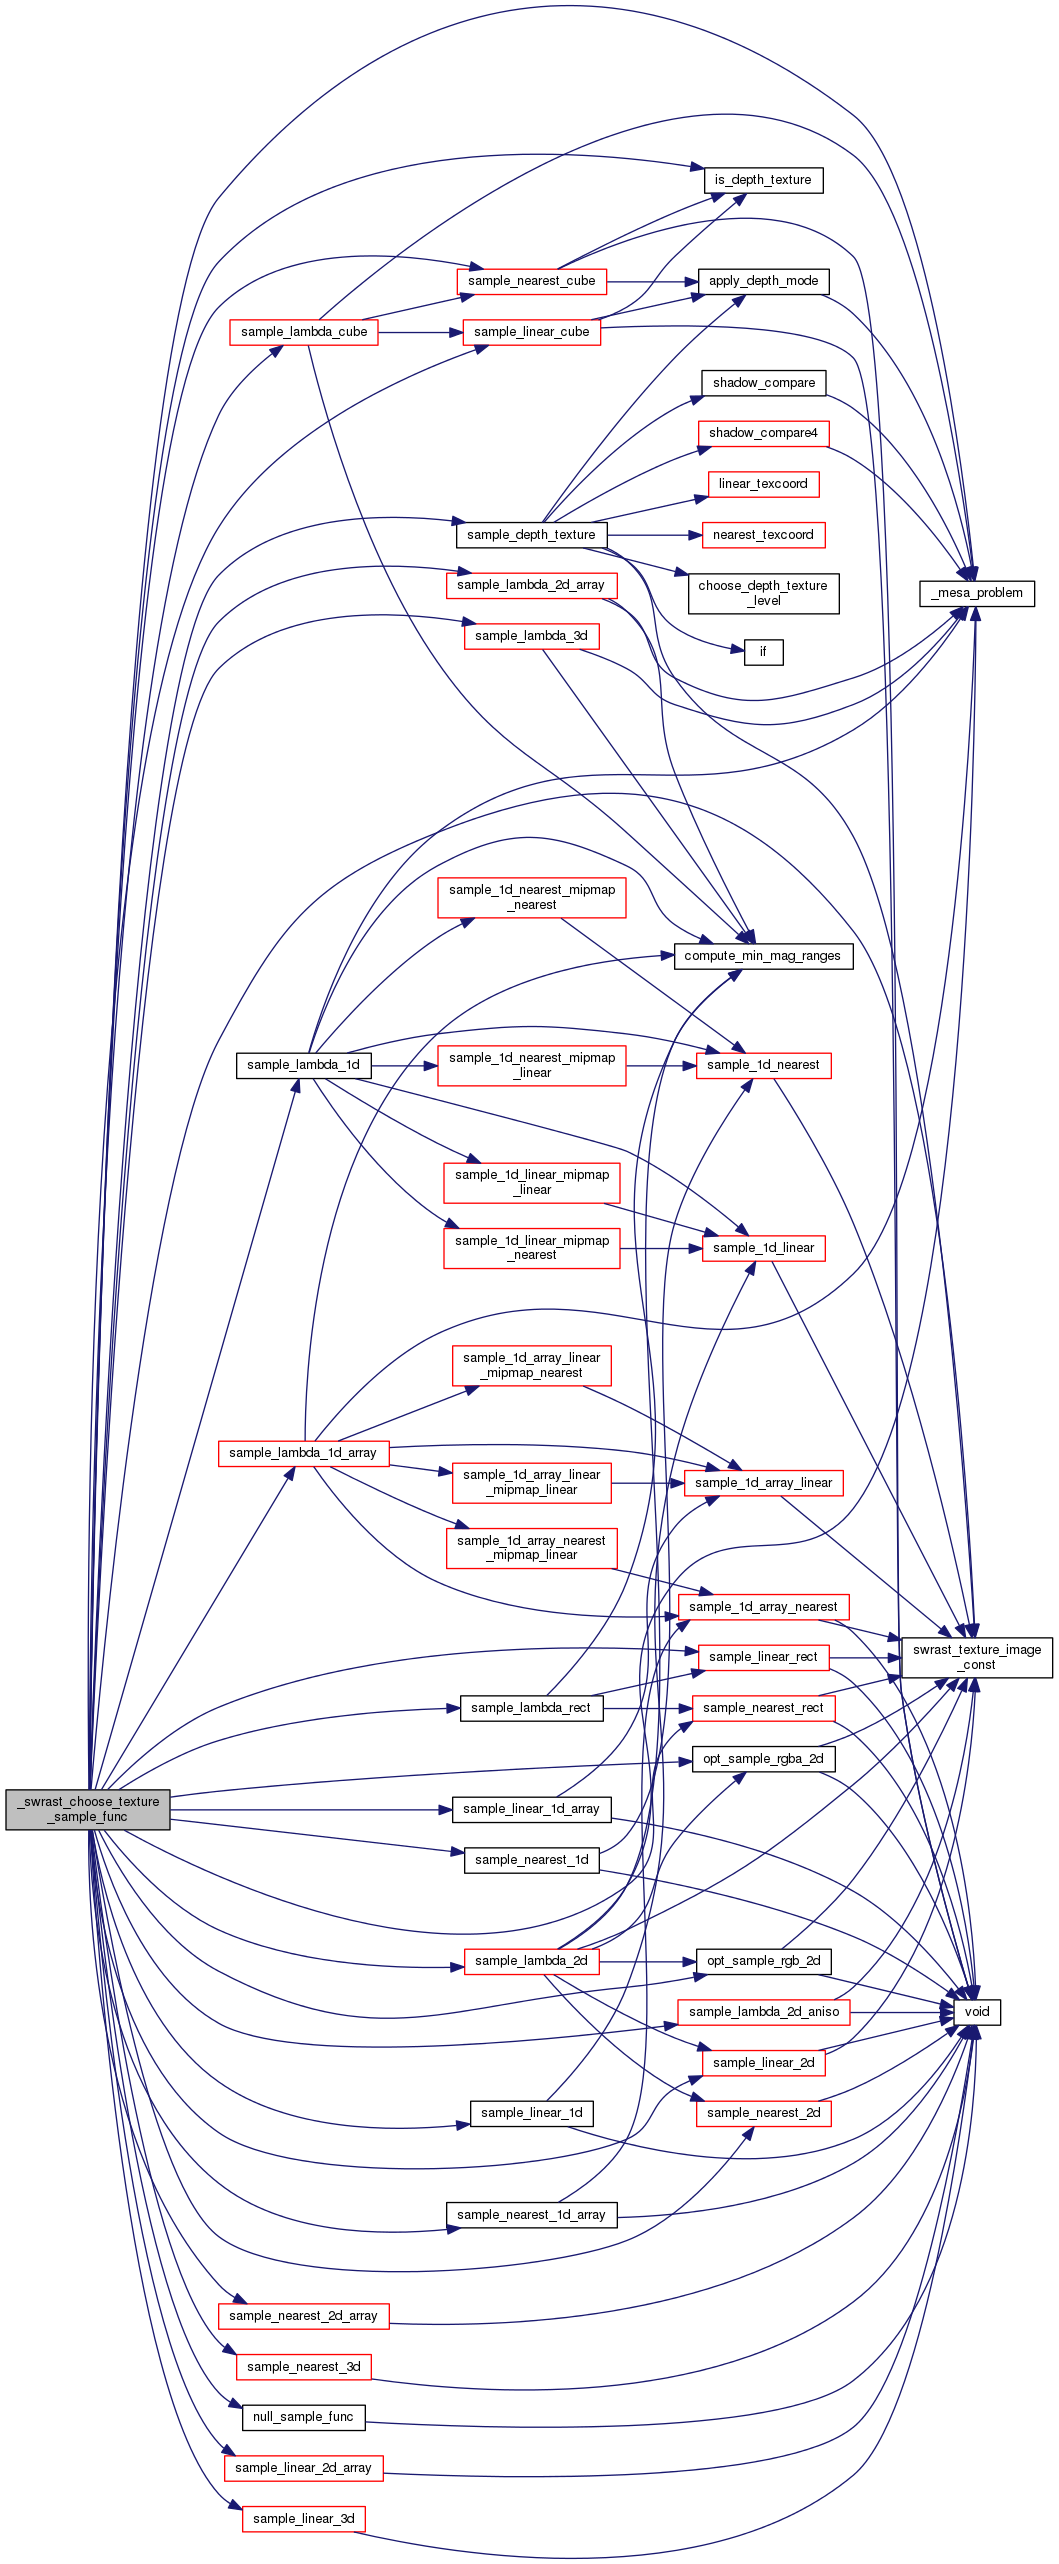 is_depth_texture
sample_nearest_cube
apply_depth_mode
sample_lambda_cube
sample_linear_cube
shadow_compare
shadow_compare4
linear_texcoord
sample_depth_texture
nearest_texcoord
sample_lambda_2d_array
choose_depth_texture
_level
_mesa_problem
sample_lambda_3d
if
sample_1d_nearest_mipmap
_nearest
compute_min_mag_ranges
sample_lambda_1d
sample_1d_nearest_mipmap
_linear
sample_1d_nearest
sample_1d_linear_mipmap
_linear
sample_1d_linear_mipmap
_nearest
sample_1d_linear
sample_1d_array_linear
_mipmap_nearest
sample_lambda_1d_array
sample_1d_array_linear
_mipmap_linear
sample_1d_array_linear
sample_1d_array_nearest
_mipmap_linear
sample_1d_array_nearest
sample_linear_rect
swrast_texture_image
_const
sample_lambda_rect
sample_nearest_rect
opt_sample_rgba_2d
_swrast_choose_texture
_sample_func
sample_linear_1d_array
sample_nearest_1d
sample_lambda_2d
opt_sample_rgb_2d
sample_lambda_2d_aniso
void
sample_linear_2d
sample_linear_1d
sample_nearest_2d
sample_nearest_1d_array
sample_nearest_2d_array
sample_nearest_3d
null_sample_func
sample_linear_2d_array
sample_linear_3d